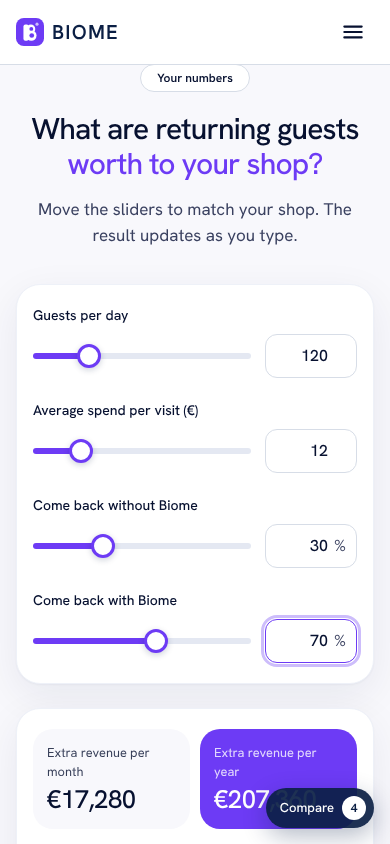 BIOME
Your numbers
What are returning guests
worth to your shop?
Move the sliders to match your shop. The
result updates as you type.
Guests per day
120
Average spend per visit (€)
12
Come back without Biome
30 %
Come back with Biome
70 %
Extra revenue per
month
€17,280
Extra revenue per
year
€207,360
Compare 4